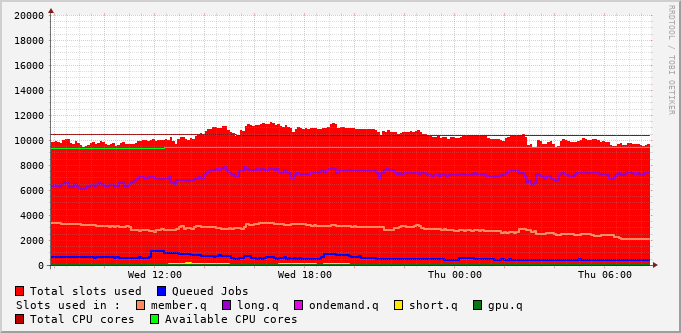 20000
18000
16000
14000
12000
10000
8000
6000
4000
2000
0
Wed 12:00 Wed 18:00 Thu 00:00 Thu 06:00
RRDTOOL / TOBI OETIKER
Total slots used Queued Jobs
Slots used in : member.q long.q ondemand.q short.q gpu.q
Total CPU cores Available CPU cores